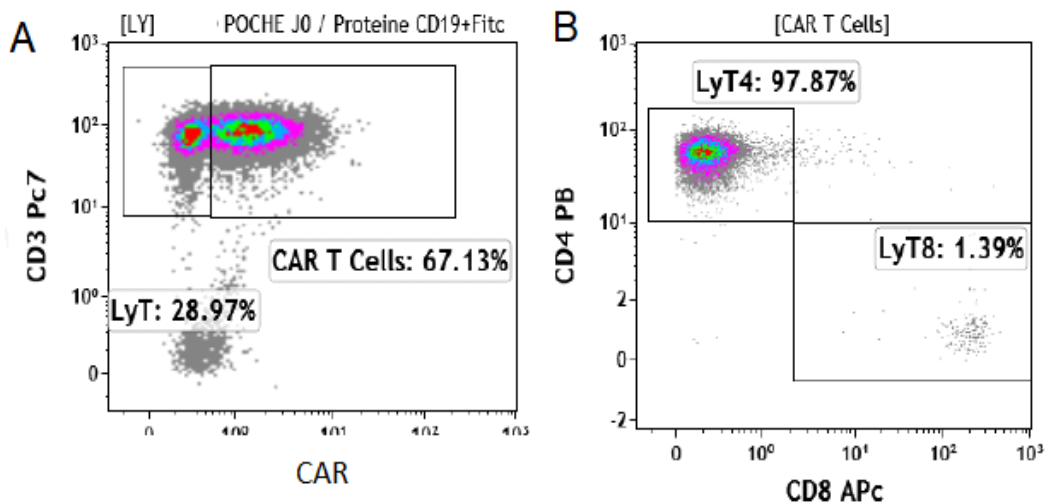 A
[LY]
POCHE J0 / Proteine CD19+Fitc
10³
10²
10¹
10⁰
0
CD3 Pc7
CAR T Cells: 67.13%
LyT: 28.97%
0
10⁰
10¹
10²
10³
CAR
B
[CAR T Cells]
10³
10²
10¹
2
0
-2
CD4 PB
LyT4: 97.87%
LyT8: 1.39%
0
10⁰
10¹
10²
10³
CD8 APc